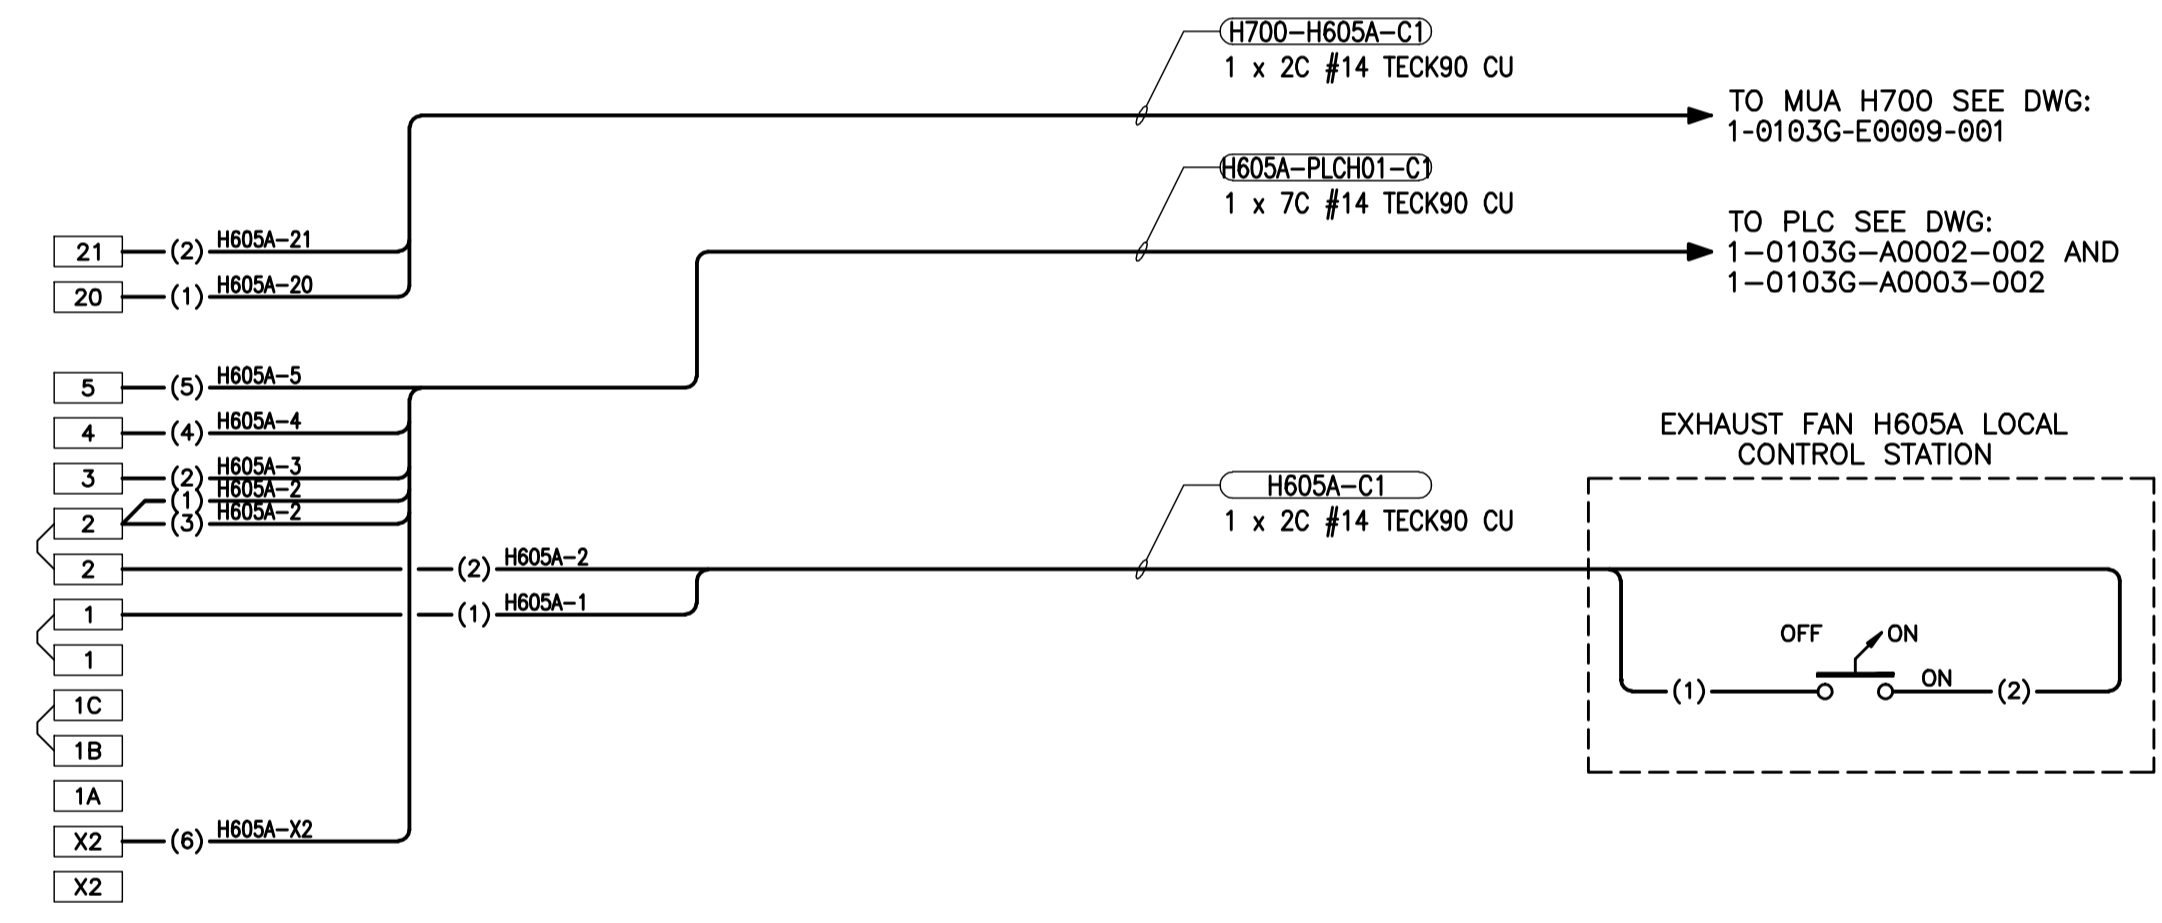 H700-H605A-C1
1 x 2C #14 TECK90 CU
TO MUA H700 SEE DWG:
1-0103G-E0009-001
H605A-PLCH01-C1
1 x 7C #14 TECK90 CU
TO PLC SEE DWG:
1-0103G-A0002-002 AND
1-0103G-A0003-002
21 (2) H605A-21
20 (1) H605A-20
5 (5) H605A-5
4 (4) H605A-4
3 (2) H605A-3
(1) H605A-2
2 (3) H605A-2
2 (2) H605A-2
1 (1) H605A-1
1
1C
1B
1A
X2 (6) H605A-X2
X2
H605A-C1
1 x 2C #14 TECK90 CU
EXHAUST FAN H605A LOCAL
CONTROL STATION
OFF ON
(1) ON (2)